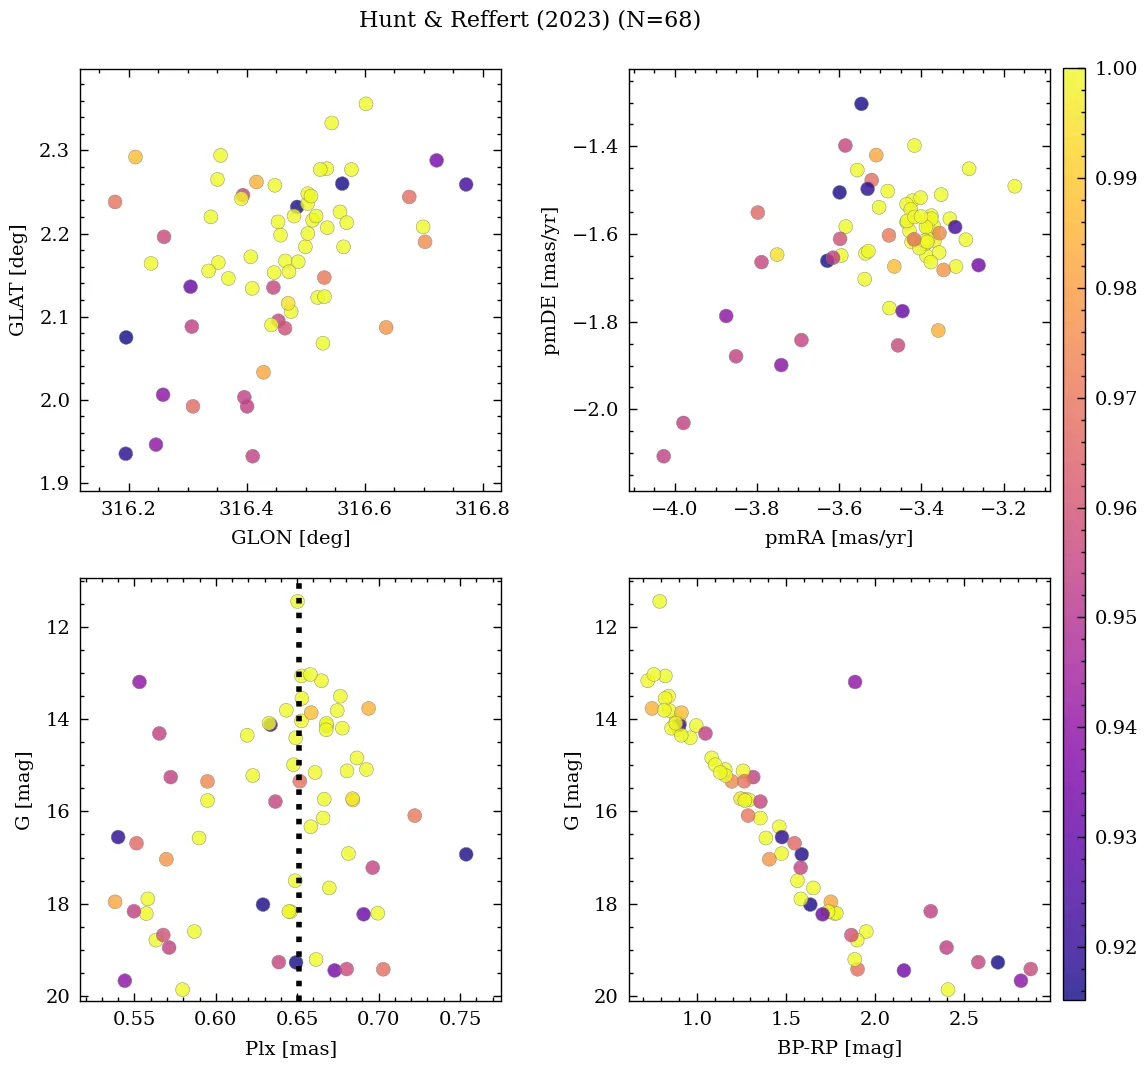 Hunt & Reffert (2023) (N=68)
2.3
2.2
2.1
2.0
1.9
GLAT [deg]
316.2 316.4 316.6 316.8
GLON [deg]
−1.4
−1.6
−1.8
−2.0
pmDE [mas/yr]
−4.0 −3.8 −3.6 −3.4 −3.2
pmRA [mas/yr]
1.00
0.99
0.98
0.97
0.96
0.95
0.94
0.93
0.92
12
14
16
18
20
G [mag]
0.55 0.60 0.65 0.70 0.75
Plx [mas]
12
14
16
18
20
G [mag]
1.0 1.5 2.0 2.5
BP-RP [mag]